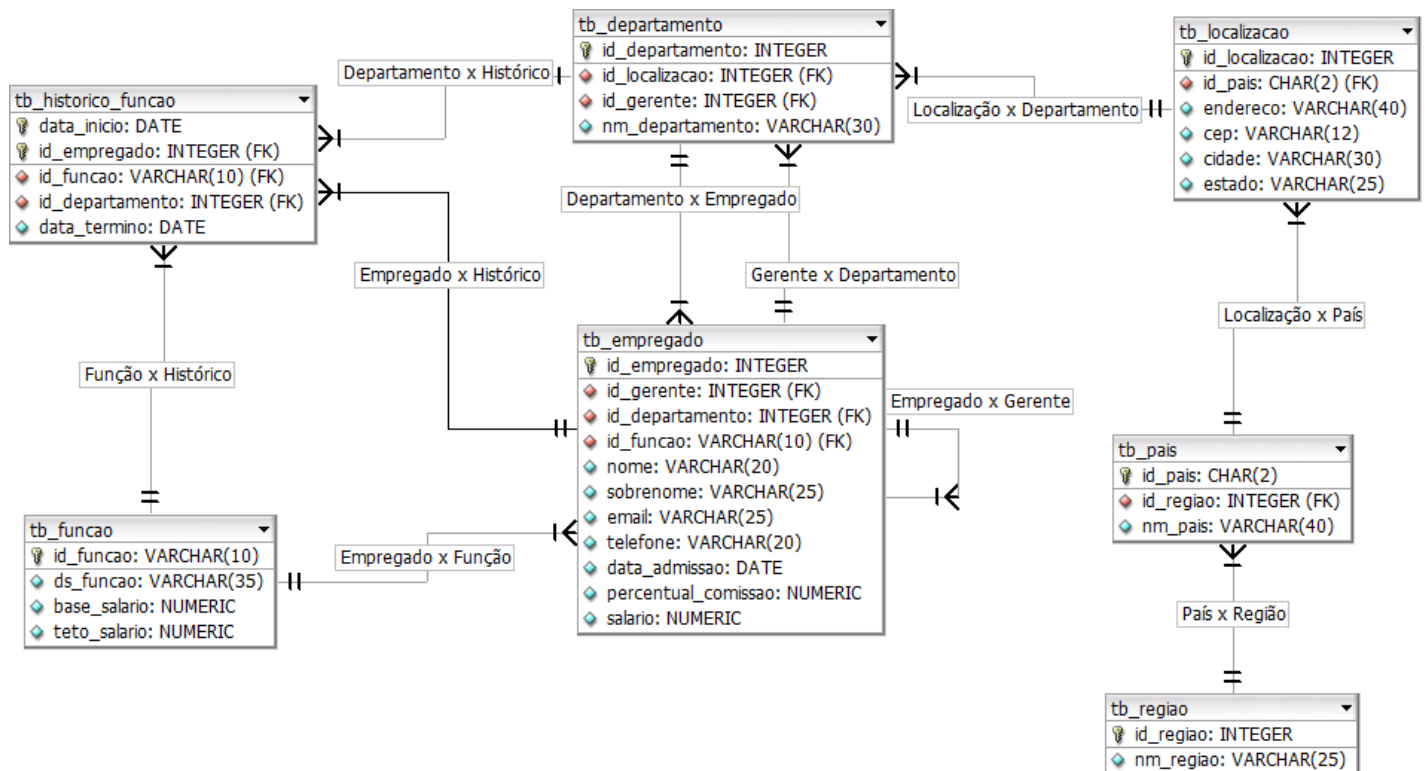 tb_departamento
id_departamento: INTEGER
id_localizacao: INTEGER (FK)
id_gerente: INTEGER (FK)
nm_departamento: VARCHAR(30)
tb_localizacao
id_localizacao: INTEGER
id_pais: CHAR(2) (FK)
endereco: VARCHAR(40)
cep: VARCHAR(12)
cidade: VARCHAR(30)
estado: VARCHAR(25)
Departamento x Histórico
Localização x Departamento
tb_historico_funcao
data_inicio: DATE
id_empregado: INTEGER (FK)
id_funcao: VARCHAR(10) (FK)
id_departamento: INTEGER (FK)
data_termino: DATE
Departamento x Empregado
Empregado x Histórico
Gerente x Departamento
Localização x País
Função x Histórico
tb_empregado
id_empregado: INTEGER
id_gerente: INTEGER (FK)
id_departamento: INTEGER (FK)
id_funcao: VARCHAR(10) (FK)
nome: VARCHAR(20)
sobrenome: VARCHAR(25)
email: VARCHAR(25)
telefone: VARCHAR(20)
data_admissao: DATE
percentual_comissao: NUMERIC
salario: NUMERIC
Empregado x Gerente
tb_pais
id_pais: CHAR(2)
id_regiao: INTEGER (FK)
nm_pais: VARCHAR(40)
tb_funcao
id_funcao: VARCHAR(10)
ds_funcao: VARCHAR(35)
base_salario: NUMERIC
teto_salario: NUMERIC
Empregado x Função
País x Região
tb_regiao
id_regiao: INTEGER
nm_regiao: VARCHAR(25)